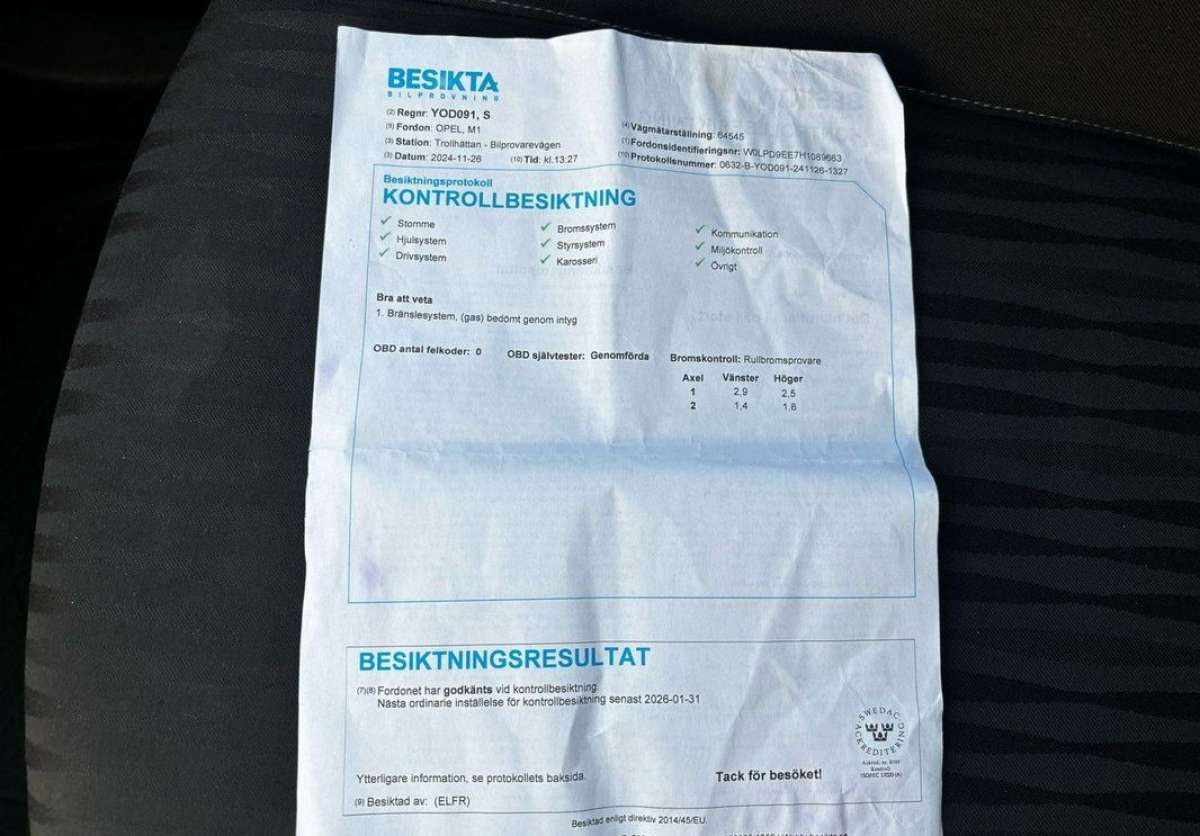 BESIKTA
BILPROVNING
(2) Regnr: YOD091, S
(5) Fordon: OPEL, M1
(3) Station: Trollhättan - Bilprovarevägen
(3) Datum: 2024-11-26 (10) Tid: kl.13:27
(4) Vägmätarställning: 64545
(1) Fordonsidentifieringsnr: W0LPD9EE7H1089663
(10) Protokollsnummer: 0632-B-YOD091-241126-1327
Besiktningsprotokoll
KONTROLLBESIKTNING
✓ Stomme
✓ Hjulsystem
✓ Drivsystem
✓ Bromssystem
✓ Styrsystem
✓ Karosseri
✓ Kommunikation
✓ Miljökontroll
✓ Övrigt
Bra att veta
1. Bränslesystem, (gas) bedömt genom intyg
OBD antal felkoder: 0 OBD självtester: Genomförda
Bromskontroll: Rullbromsprovare
Axel Vänster Höger
1 2,9 2,5
2 1,4 1,8
BESIKTNINGSRESULTAT
(7)(8) Fordonet har godkänts vid kontrollbesiktning.
Nästa ordinarie inställelse för kontrollbesiktning senast 2026-01-31
SWEDAC
ACKREDITERING
Ytterligare information, se protokollets baksida.
Tack för besöket!
(9) Besiktad av: (ELFR)
Besiktad enligt direktiv 2014/45/EU.